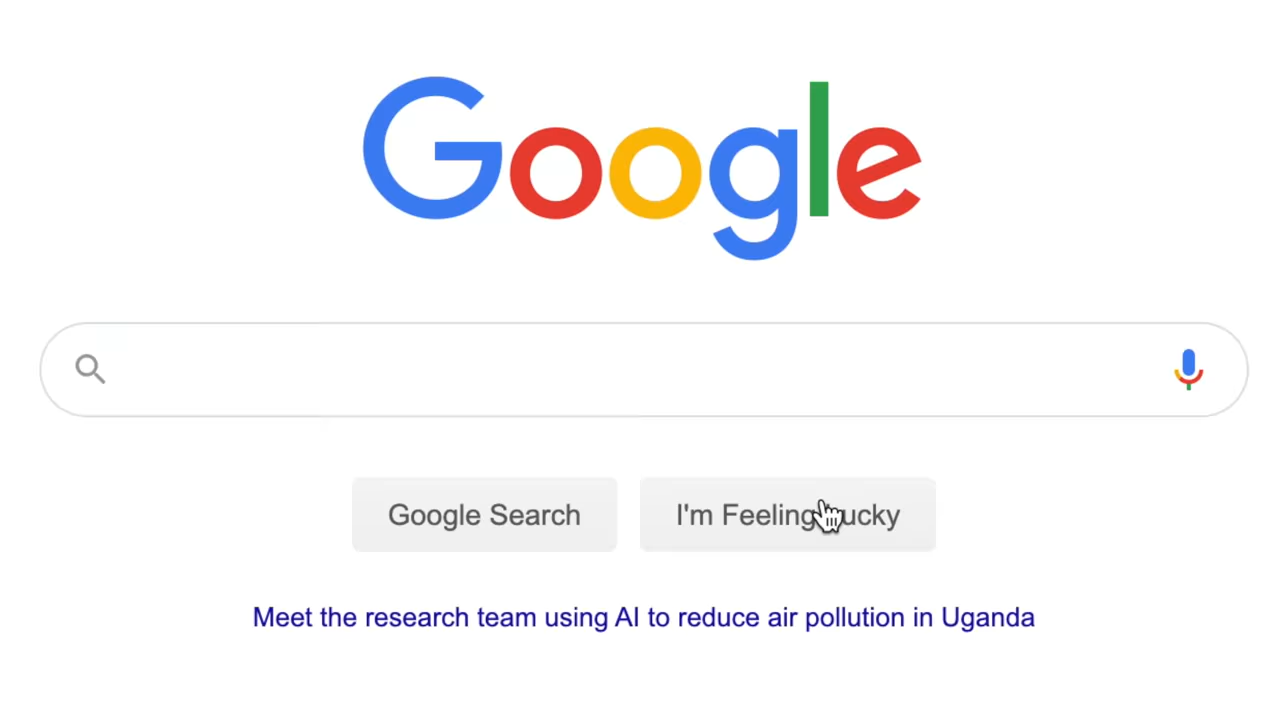 Google
Google Search
I'm Feeling Lucky
Meet the research team using AI to reduce air pollution in Uganda